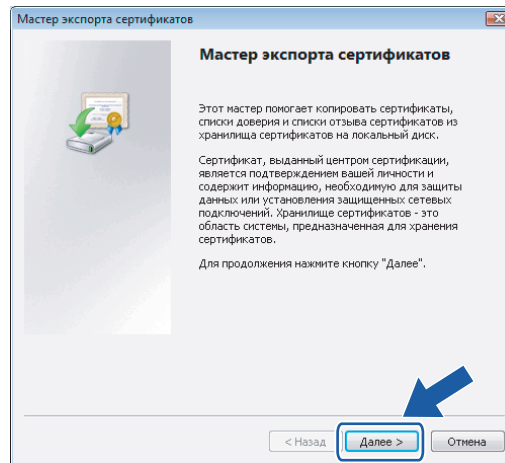 Мастер экспорта сертификатов
Мастер экспорта сертификатов
Этот мастер помогает копировать сертификаты,
списки доверия и списки отзыва сертификатов из
хранилища сертификатов на локальный диск.
Сертификат, выданный центром сертификации,
является подтверждением вашей личности и
содержит информацию, необходимую для защиты
данных или установления защищенных сетевых
подключений. Хранилище сертификатов - это
область системы, предназначенная для хранения
сертификатов.
Для продолжения нажмите кнопку "Далее".
< Назад
Далее >
Отмена